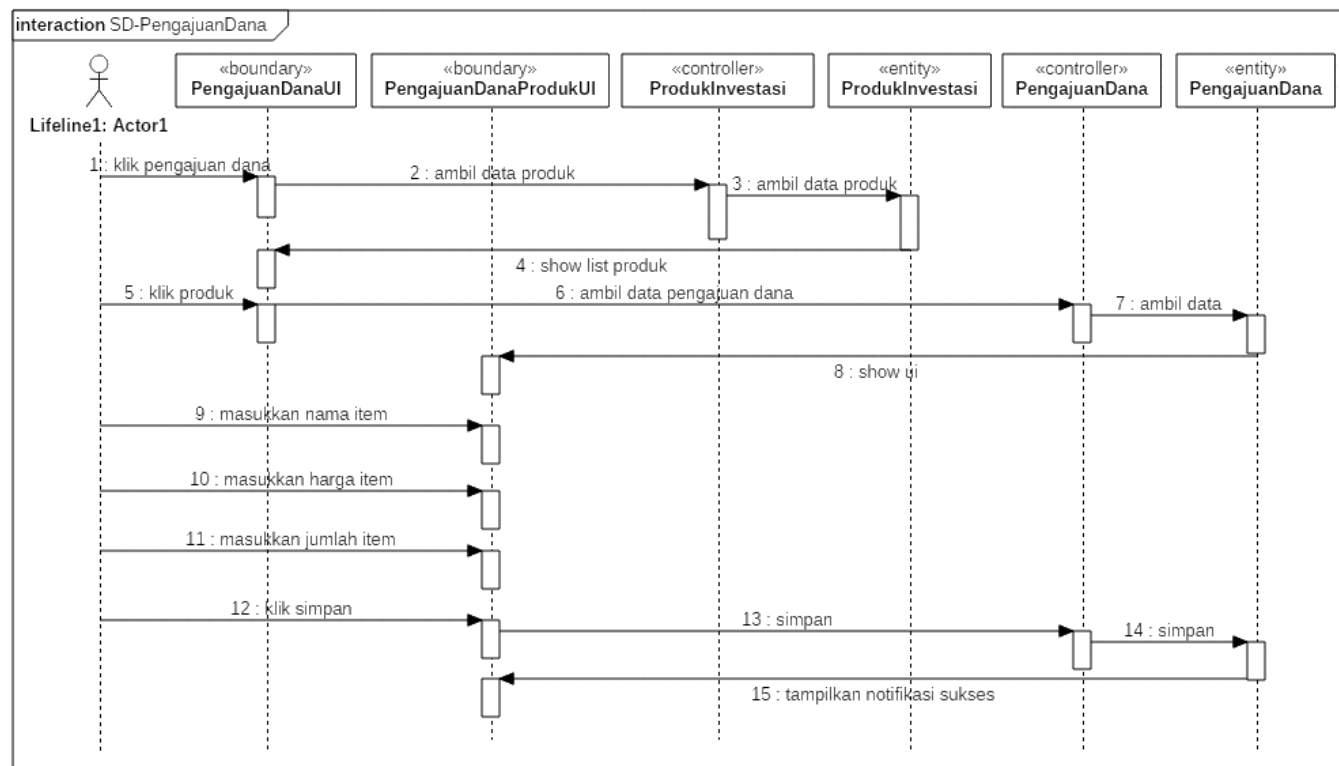 interaction SD-PengajuanDana
«boundary»
PengajuanDanaUI
«boundary»
PengajuanDanaProdukUI
«controller»
ProdukInvestasi
«entity»
ProdukInvestasi
«controller»
PengajuanDana
«entity»
PengajuanDana
Lifeline1: Actor1
1 : klik pengajuan dana
2 : ambil data produk
3 : ambil data produk
4 : show list produk
5 : klik produk
6 : ambil data pengajuan dana
7 : ambil data
8 : show ui
9 : masukkan nama item
10 : masukkan harga item
11 : masukkan jumlah item
12 : klik simpan
13 : simpan
14 : simpan
15 : tampilkan notifikasi sukses